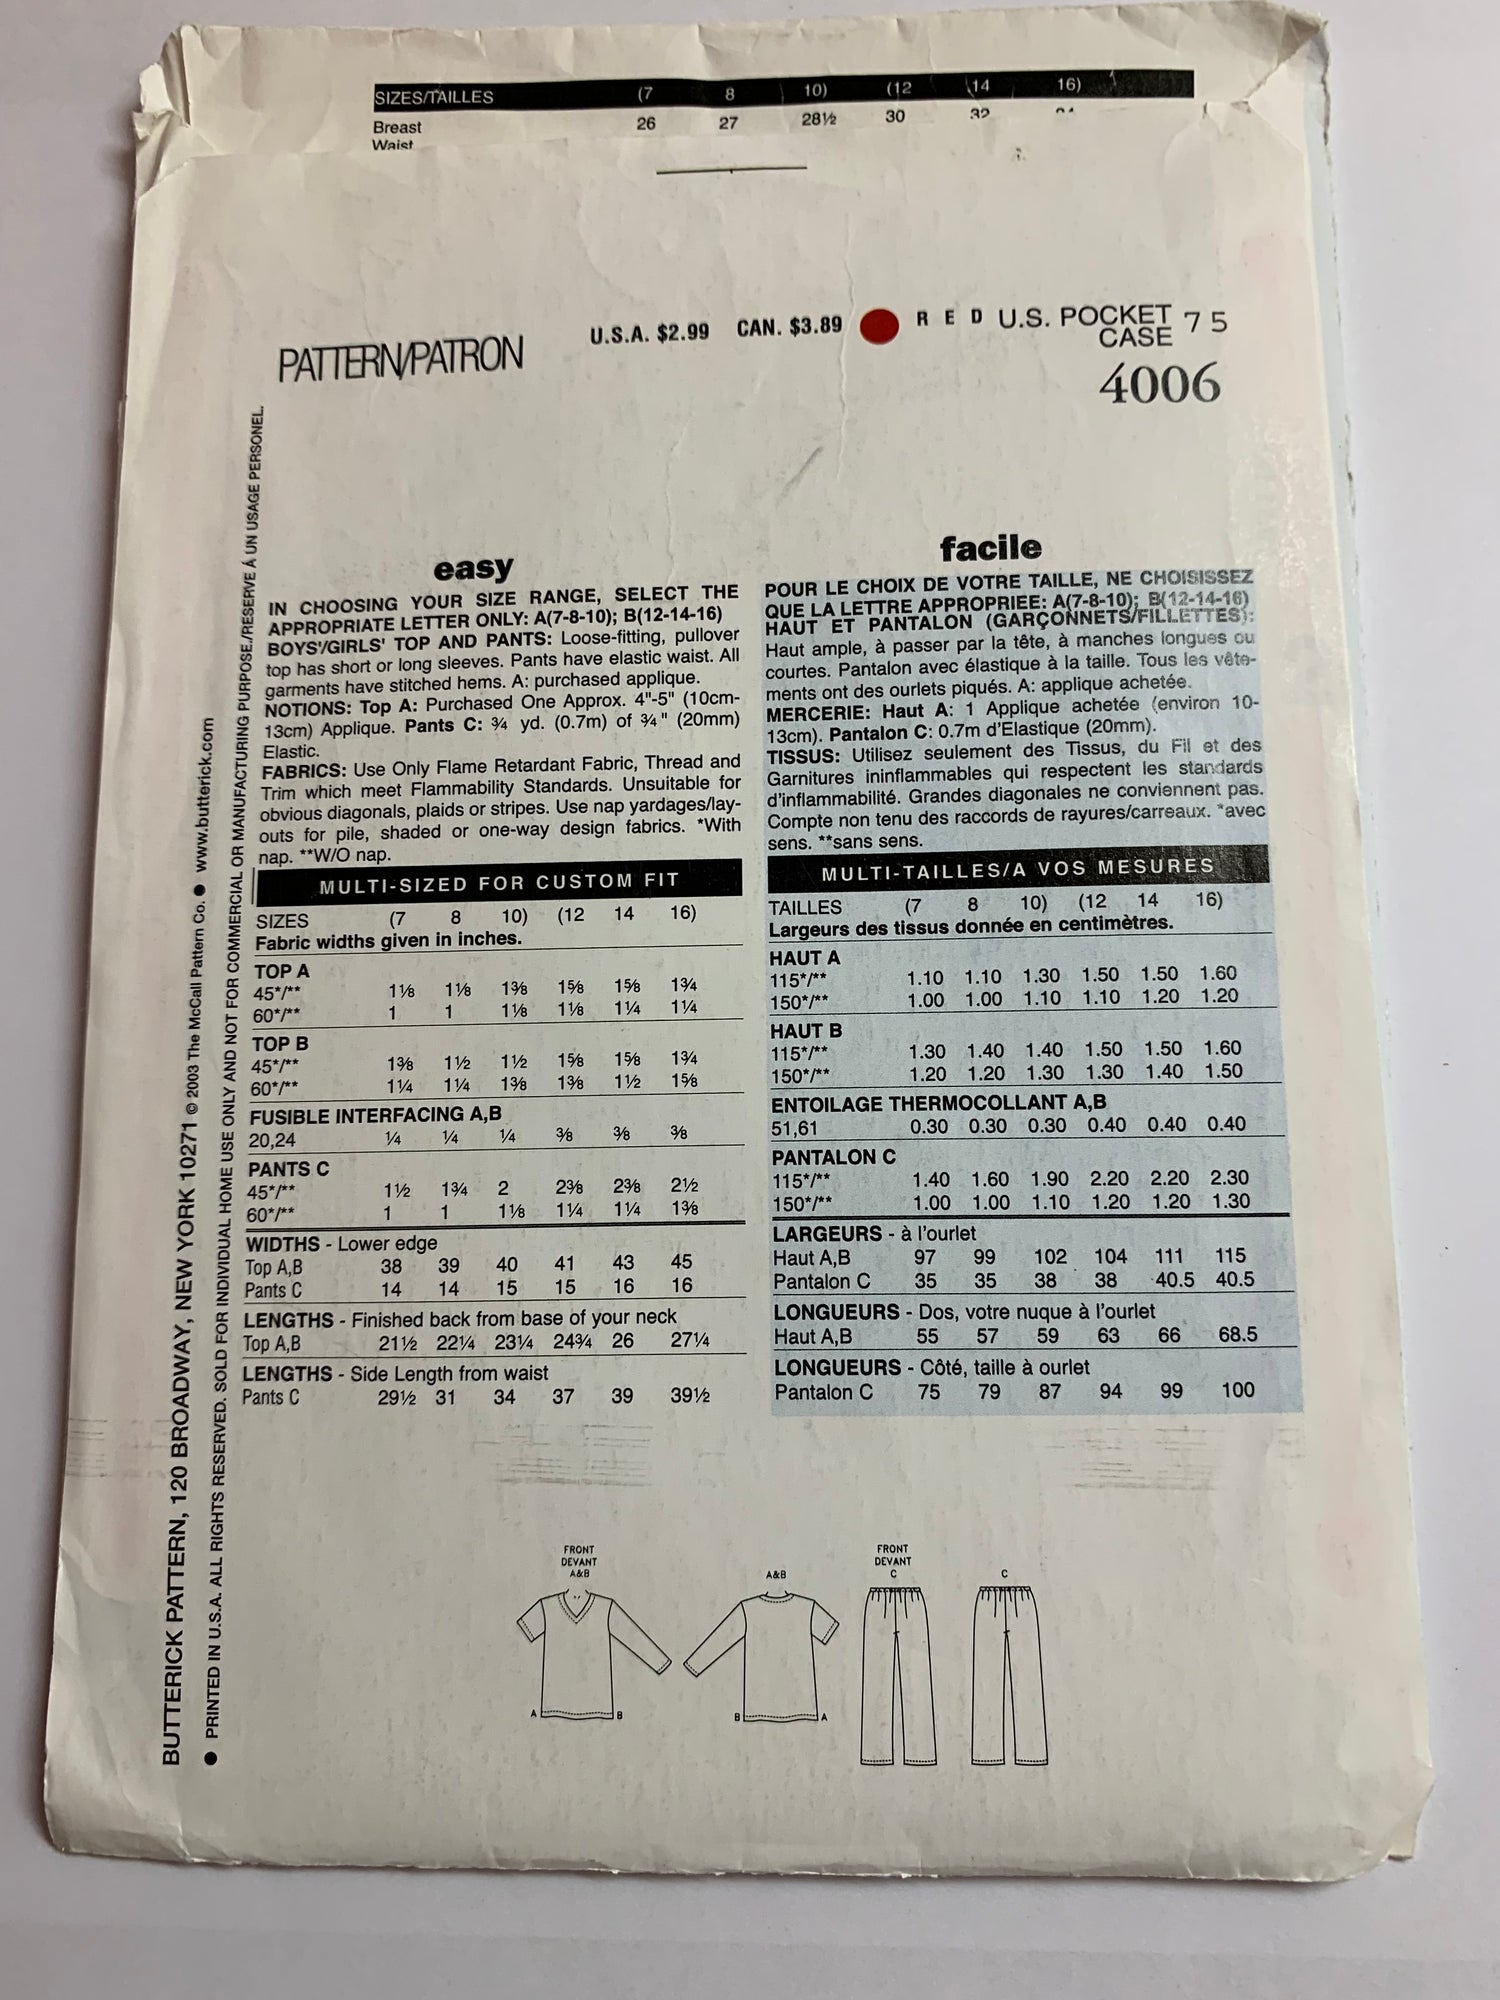 SIZES/TAILLES (7 8 10) (12 14 16)
Breast 26 27 28½ 30 32
Waist
PATTERN/PATRON
U.S.A. $2.99 CAN. $3.89 RED U.S. POCKET 75
CASE
4006
easy
IN CHOOSING YOUR SIZE RANGE, SELECT THE
APPROPRIATE LETTER ONLY: A(7-8-10); B(12-14-16)
BOYS'/GIRLS' TOP AND PANTS: Loose-fitting, pullover
top has short or long sleeves. Pants have elastic waist. All
garments have stitched hems. A: purchased applique.
NOTIONS: Top A: Purchased One Approx. 4"-5" (10cm-
13cm) Applique. Pants C: ¾ yd. (0.7m) of ¾" (20mm)
Elastic.
FABRICS: Use Only Flame Retardant Fabric, Thread and
Trim which meet Flammability Standards. Unsuitable for
obvious diagonals, plaids or stripes. Use nap yardages/lay-
outs for pile, shaded or one-way design fabrics. *With
nap. **W/O nap.
MULTI-SIZED FOR CUSTOM FIT
SIZES (7 8 10) (12 14 16)
Fabric widths given in inches.
TOP A
45*/** 1⅛ 1⅛ 1⅜ 1⅝ 1⅝ 1¾
60*/** 1 1 1⅛ 1⅛ 1¼ 1¼
TOP B
45*/** 1⅜ 1½ 1½ 1⅝ 1⅝ 1¾
60*/** 1¼ 1¼ 1⅜ 1⅜ 1½ 1⅝
FUSIBLE INTERFACING A,B
20,24 ¼ ¼ ¼ ⅜ ⅜ ⅜
PANTS C
45*/** 1½ 1¾ 2 2⅜ 2⅜ 2½
60*/** 1 1 1⅛ 1¼ 1¼ 1⅜
WIDTHS - Lower edge
Top A,B 38 39 40 41 43 45
Pants C 14 14 15 15 16 16
LENGTHS - Finished back from base of your neck
Top A,B 21½ 22¼ 23¼ 24¾ 26 27¼
LENGTHS - Side Length from waist
Pants C 29½ 31 34 37 39 39½
facile
POUR LE CHOIX DE VOTRE TAILLE, NE CHOISISSEZ
QUE LA LETTRE APPROPRIEE: A(7-8-10); B(12-14-16)
HAUT ET PANTALON (GARÇONNETS/FILLETTES):
Haut ample, à passer par la tête, à manches longues ou
courtes. Pantalon avec élastique à la taille. Tous les vête-
ments ont des ourlets piqués. A: applique achetée.
MERCERIE: Haut A: 1 Applique achetée (environ 10-
13cm). Pantalon C: 0.7m d'Elastique (20mm).
TISSUS: Utilisez seulement des Tissus, du Fil et des
Garnitures ininflammables qui respectent les standards
d'inflammabilité. Grandes diagonales ne conviennent pas.
Compte non tenu des raccords de rayures/carreaux. *avec
sens. **sans sens.
MULTI-TAILLES/A VOS MESURES
TAILLES (7 8 10) (12 14 16)
Largeurs des tissus donnée en centimètres.
HAUT A
115*/** 1.10 1.10 1.30 1.50 1.50 1.60
150*/** 1.00 1.00 1.10 1.10 1.20 1.20
HAUT B
115*/** 1.30 1.40 1.40 1.50 1.50 1.60
150*/** 1.20 1.20 1.30 1.30 1.40 1.50
ENTOILAGE THERMOCOLLANT A,B
51,61 0.30 0.30 0.30 0.40 0.40 0.40
PANTALON C
115*/** 1.40 1.60 1.90 2.20 2.20 2.30
150*/** 1.00 1.00 1.10 1.20 1.20 1.30
LARGEURS - à l'ourlet
Haut A,B 97 99 102 104 111 115
Pantalon C 35 35 38 38 40.5 40.5
LONGUEURS - Dos, votre nuque à l'ourlet
Haut A,B 55 57 59 63 66 68.5
LONGUEURS - Côté, taille à ourlet
Pantalon C 75 79 87 94 99 100
BUTTERICK PATTERN, 120 BROADWAY, NEW YORK 10271 © 2003 The McCall Pattern Co. ● www.butterick.com
● PRINTED IN U.S.A. ALL RIGHTS RESERVED. SOLD FOR INDIVIDUAL HOME USE ONLY AND NOT FOR COMMERCIAL OR MANUFACTURING PURPOSE./RESERVE À UN USAGE PERSONEL.
FRONT
DEVANT
A&B
A B
A&B
B A
FRONT
DEVANT
C
C